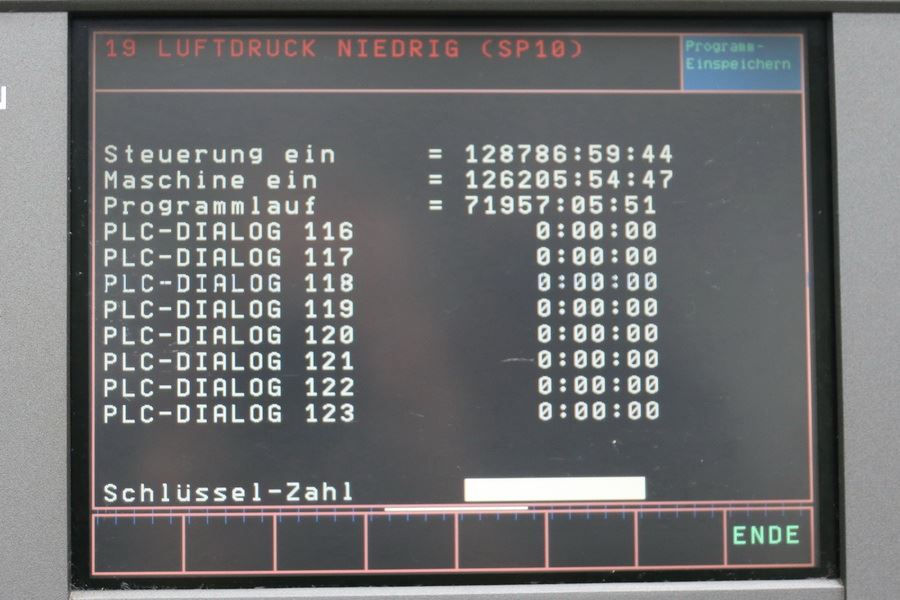 19 LUFTDRUCK NIEDRIG (SP10)
Programm-
Einspeichern
Steuerung ein = 128786:59:44
Maschine ein = 126205:54:47
Programmlauf = 71957:05:51
PLC-DIALOG 116 0:00:00
PLC-DIALOG 117 0:00:00
PLC-DIALOG 118 0:00:00
PLC-DIALOG 119 0:00:00
PLC-DIALOG 120 0:00:00
PLC-DIALOG 121 0:00:00
PLC-DIALOG 122 0:00:00
PLC-DIALOG 123 0:00:00
Schlüssel-Zahl
ENDE